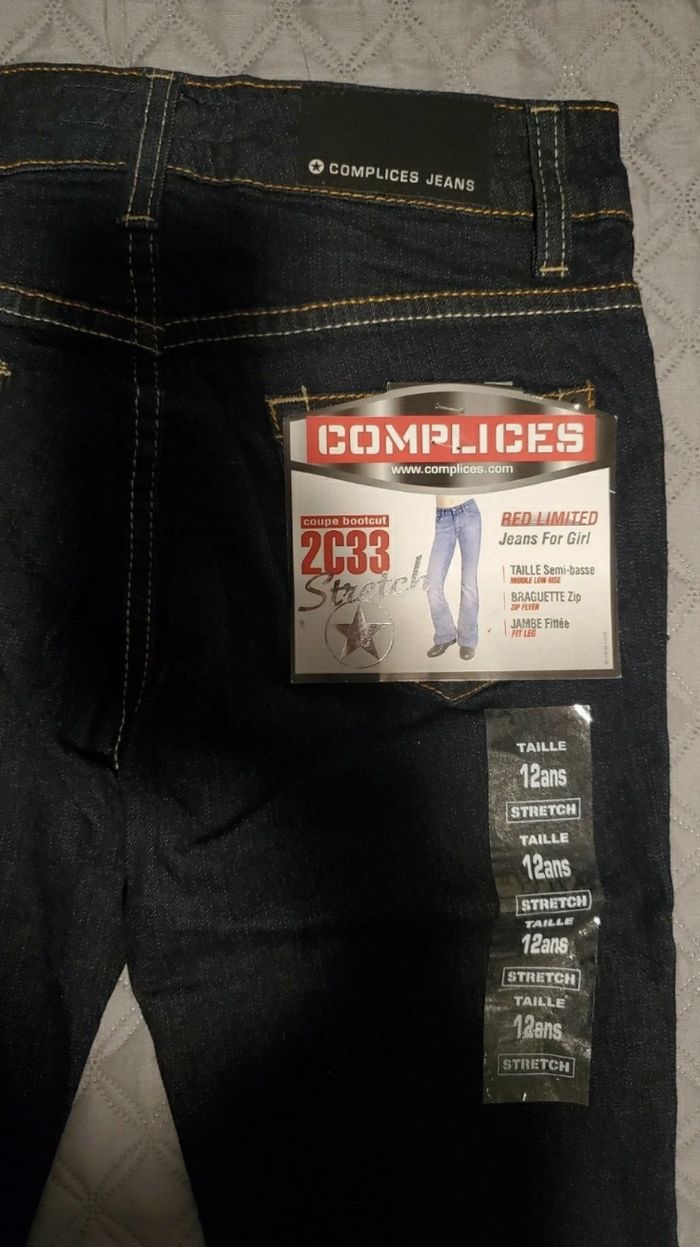 COMPLICES JEANS
COMPLICES
www.complices.com
coupe bootcut
2C33
Stretch
RED LIMITED
Jeans For Girl
TAILLE Semi-basse
MIDDLE LOW RISE
BRAGUETTE Zip
ZIP FLYER
JAMBE Fittée
FIT LEG
TAILLE
12ans
STRETCH
TAILLE
12ans
STRETCH
TAILLE
12ans
STRETCH
TAILLE
12ans
STRETCH